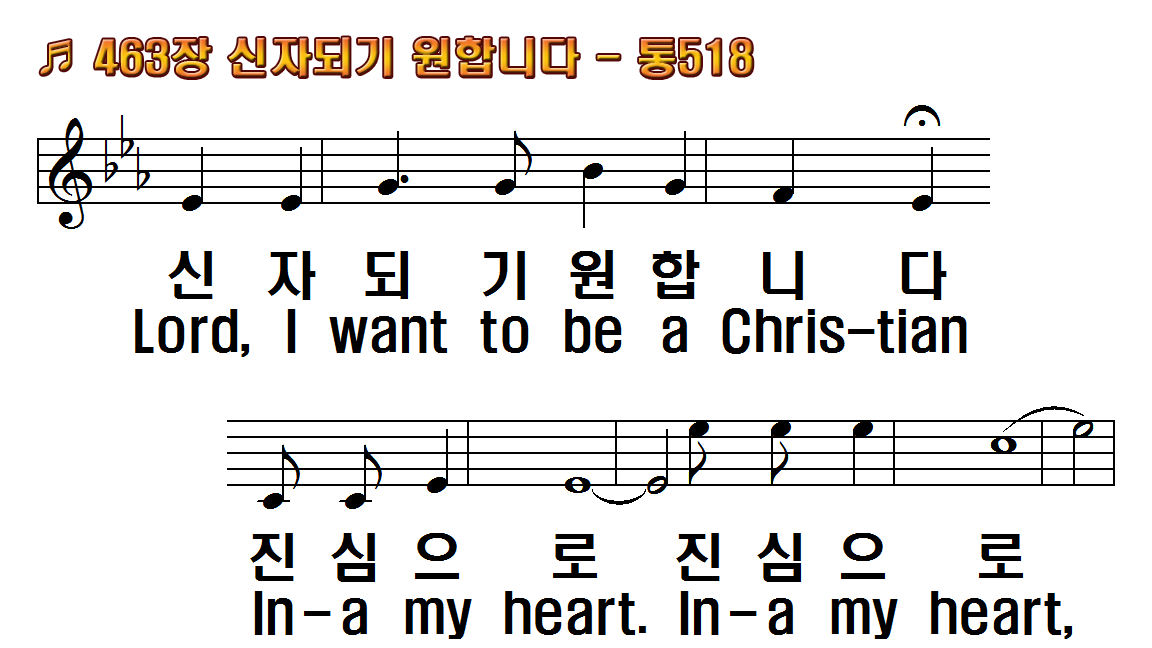 ♬ 463장 신자되기 원합니다 - 통518
신 자 되 기 원 합 니 다
Lord, I want to be a Chris-tian
진 심 으 로 진 심 으 로
In-a my heart. In-a my heart,